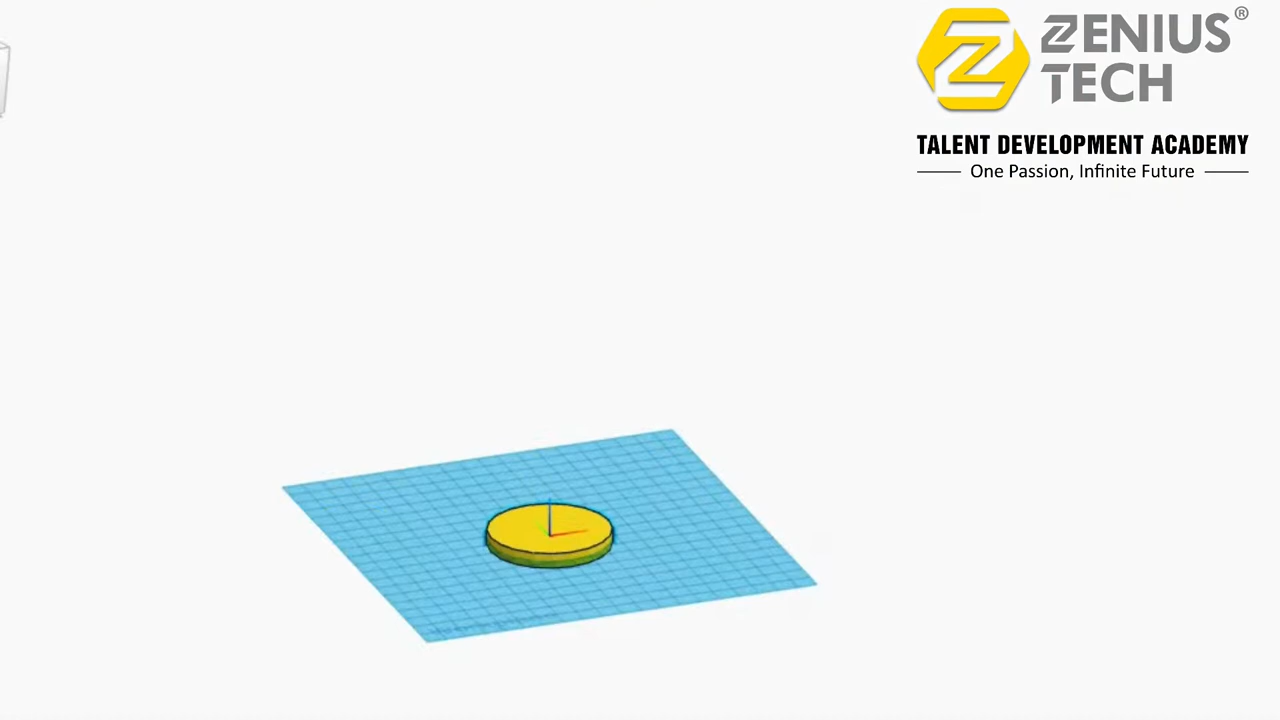 ZENIUS®
TECH
TALENT DEVELOPMENT ACADEMY
One Passion, Infinite Future